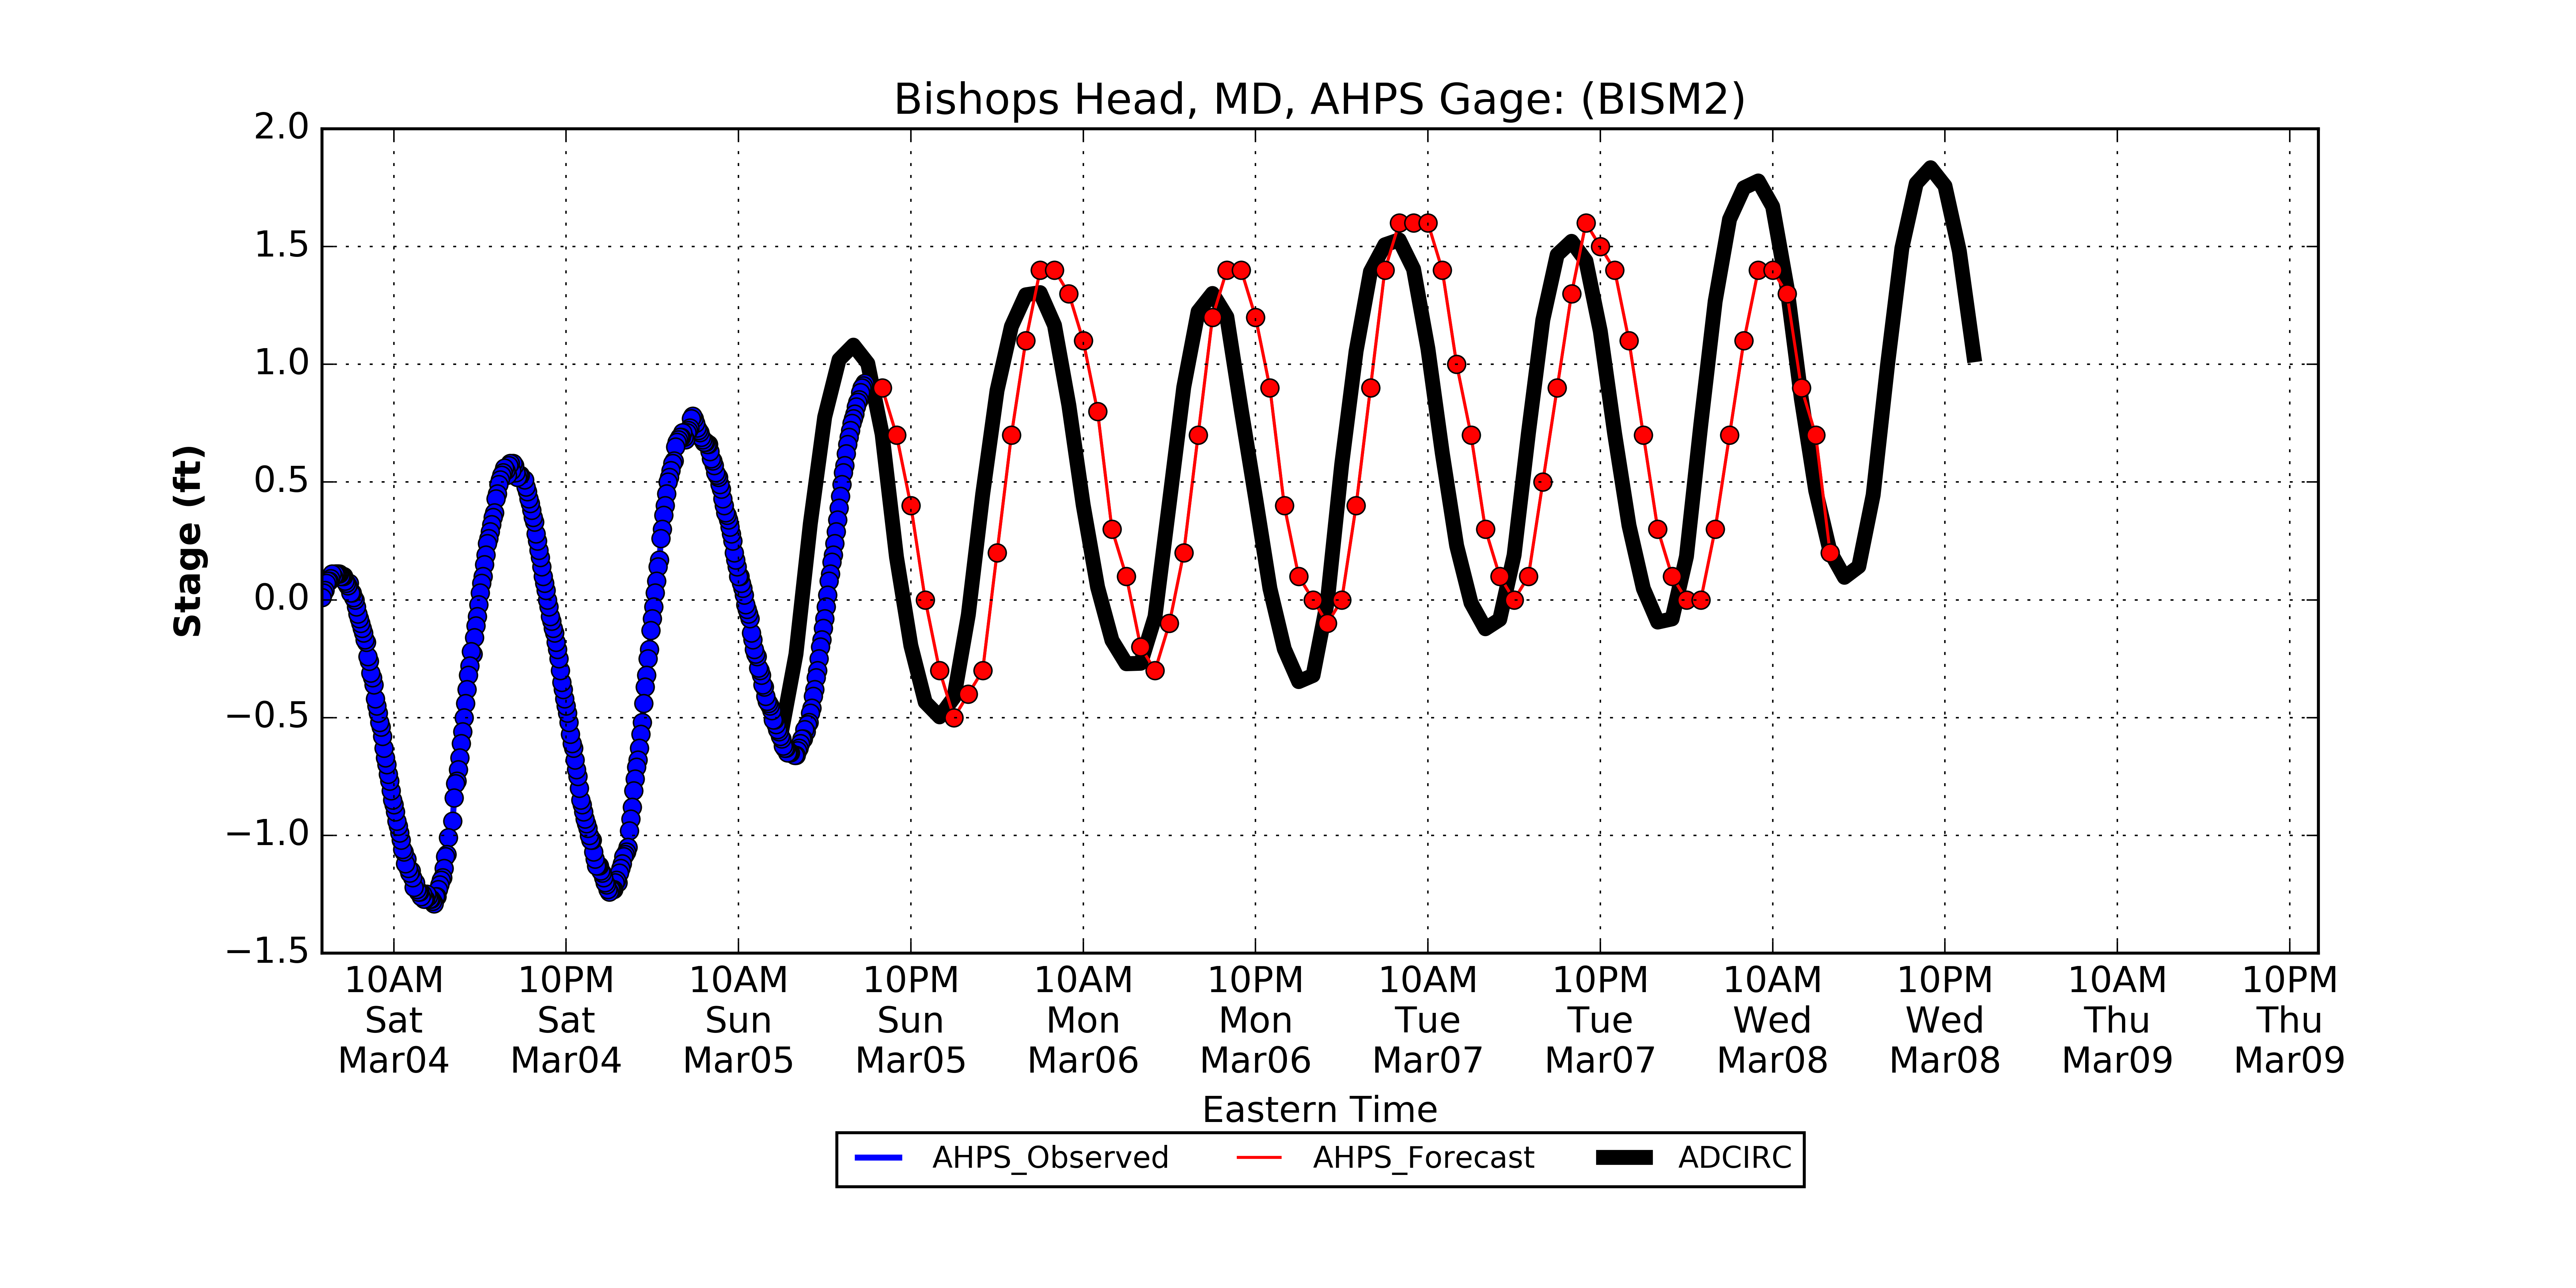 Bishops Head, MD, AHPS Gage: (BISM2)
2.0
1.5
1.0
0.5
0.0
−0.5
−1.0
−1.5
Stage (ft)
10AM 10PM 10AM 10PM 10AM 10PM 10AM 10PM 10AM 10PM 10AM 10PM
Sat Sat Sun Sun Mon Mon Tue Tue Wed Wed Thu Thu
Mar04 Mar04 Mar05 Mar05 Mar06 Mar06 Mar07 Mar07 Mar08 Mar08 Mar09 Mar09
Eastern Time
AHPS_Observed AHPS_Forecast ADCIRC